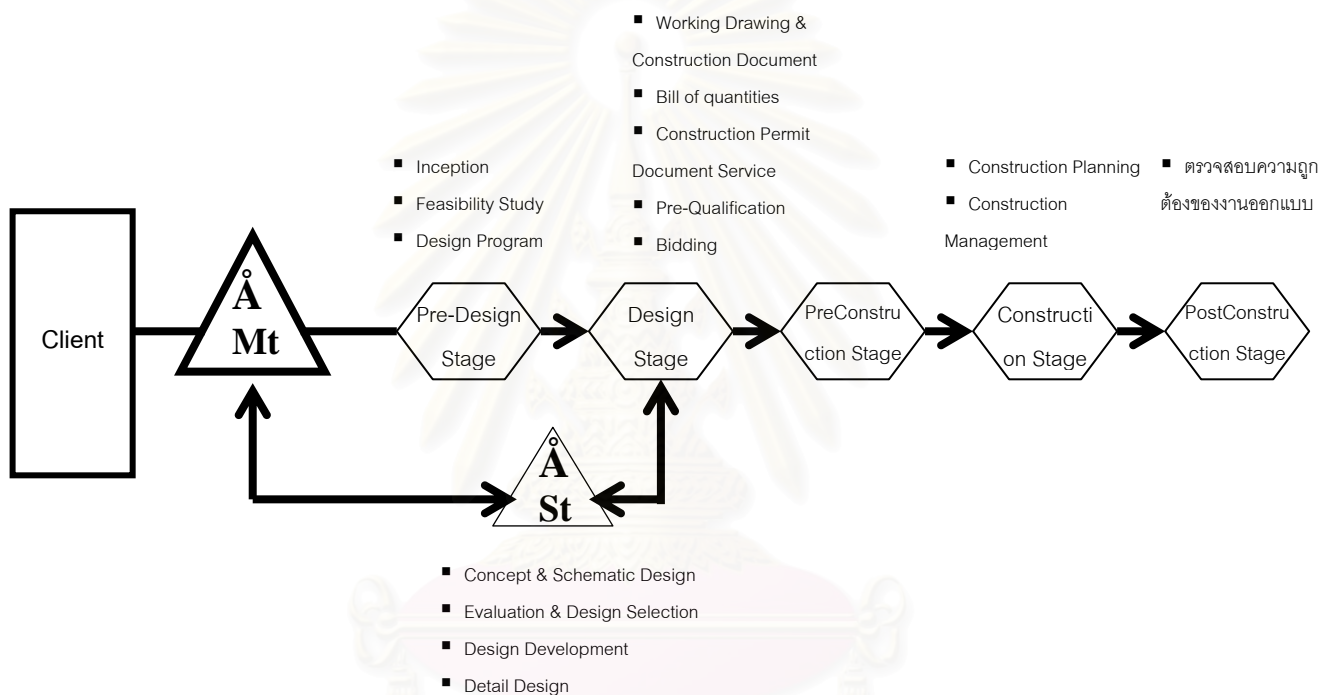 ■ Working Drawing &
Construction Document
■ Bill of quantities
■ Construction Permit
Document Service
■ Pre-Qualification
■ Bidding
■ Inception
■ Feasibility Study
■ Design Program
■ Construction Planning
■ Construction
Management
■ ตรวจสอบความถูก
ต้องของงานออกแบบ
Client
Å
Mt
Pre-Design
Stage
Design
Stage
PreConstru
ction Stage
Constructi
on Stage
PostConstru
ction Stage
Å
St
■ Concept & Schematic Design
■ Evaluation & Design Selection
■ Design Development
■ Detail Design